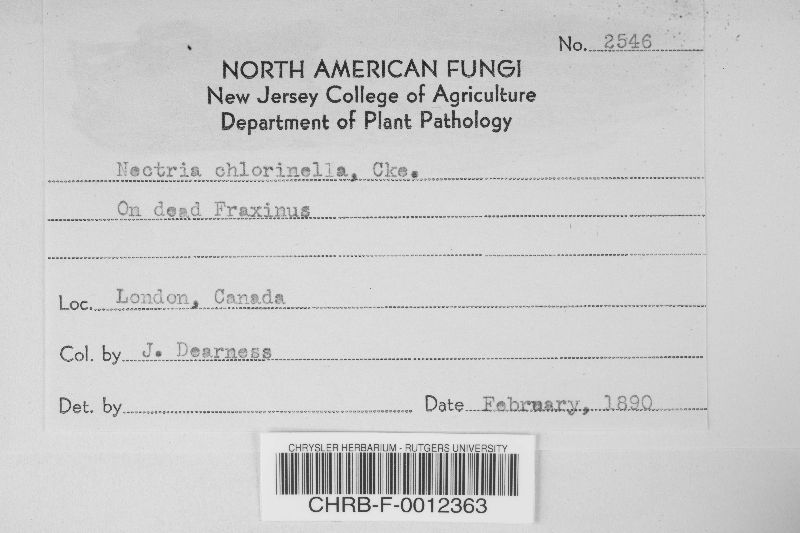 No. 2546
NORTH AMERICAN FUNGI
New Jersey College of Agriculture
Department of Plant Pathology
Nectria chlorinella, Cke.
On dead Fraxinus
Loc. London, Canada
Col. by J. Dearness
Det. by
Date February, 1890
CHRYSLER HERBARIUM - RUTGERS UNIVERSITY
CHRB-F-0012363